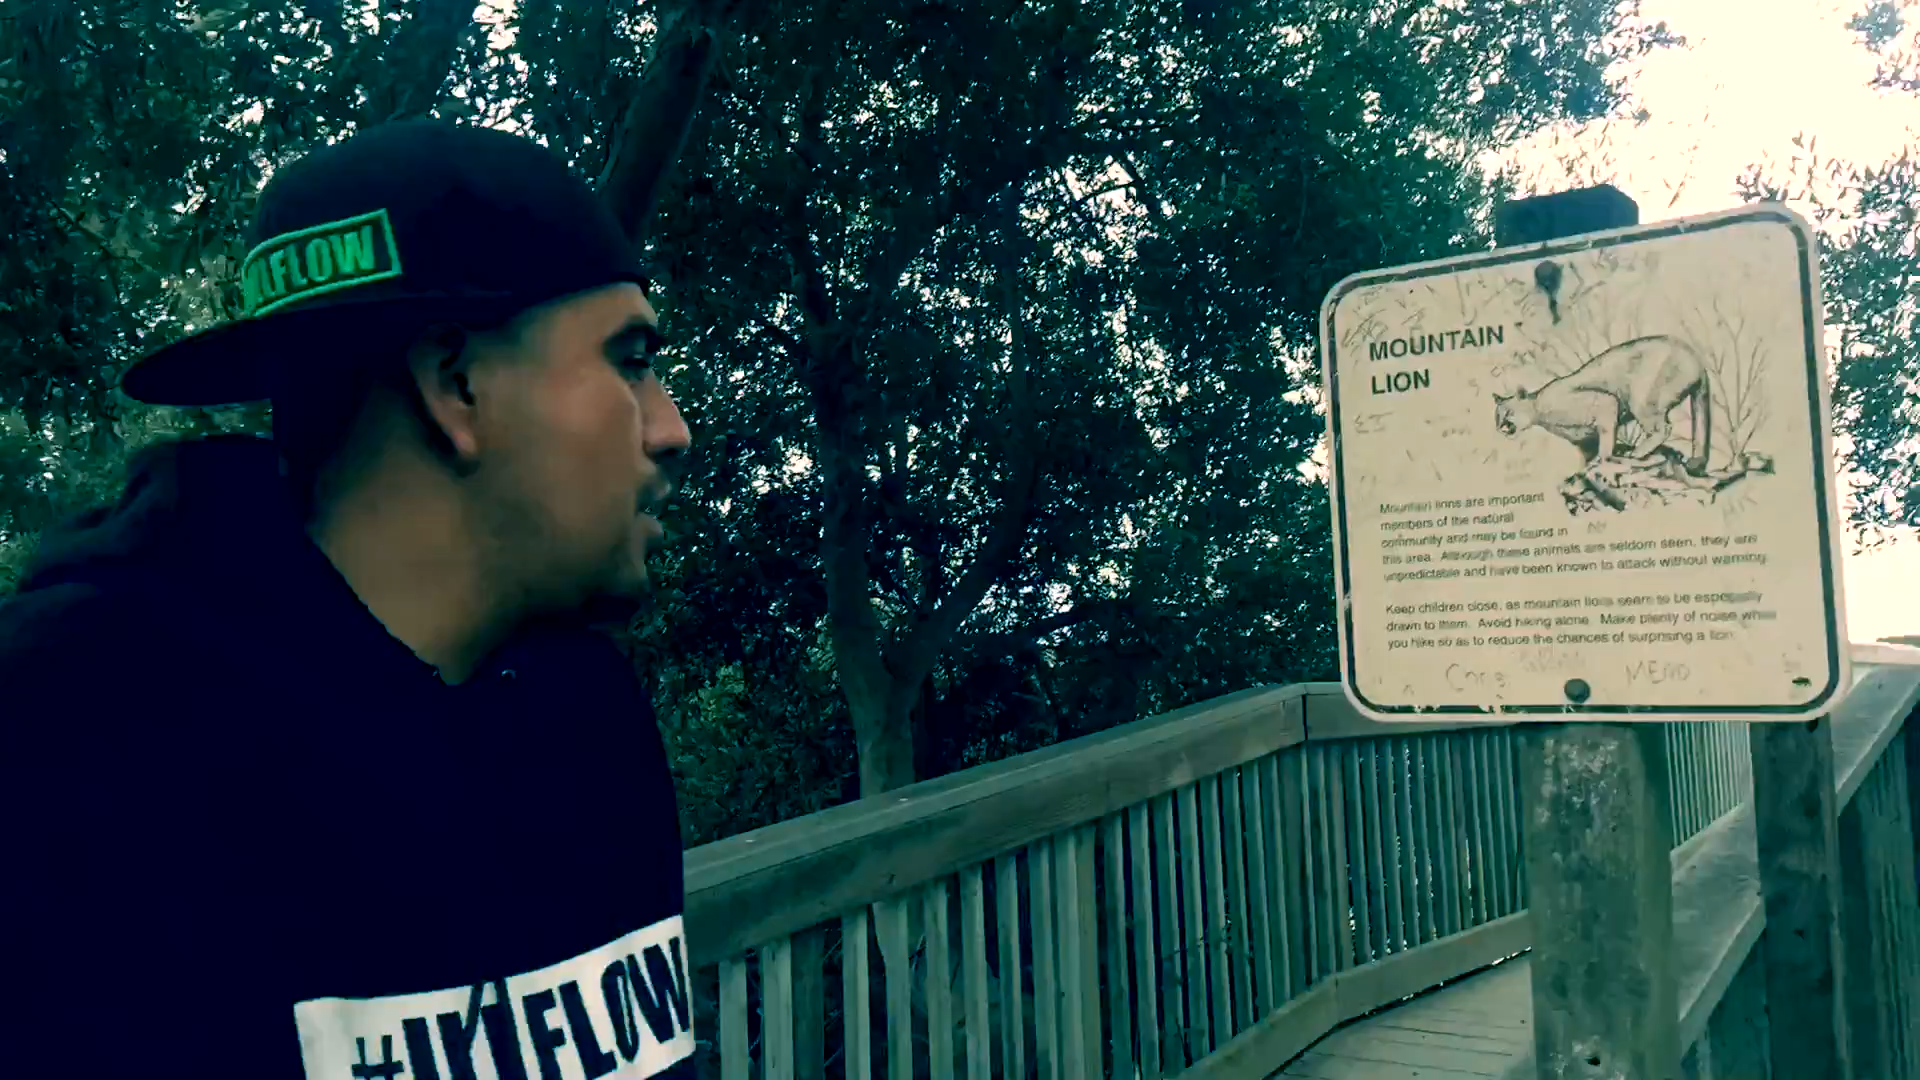 FLOW
MOUNTAIN
LION
Mountain lions are important
members of the natural
community and may be found in
this area. Although these animals are seldom seen, they are
unpredictable and have been known to attack without warning.
Keep children close, as mountain lions seem to be especially
drawn to them. Avoid hiking alone. Make plenty of noise while
you hike so as to reduce the chances of surprising a lion.
Chris
MEAD
FLOW